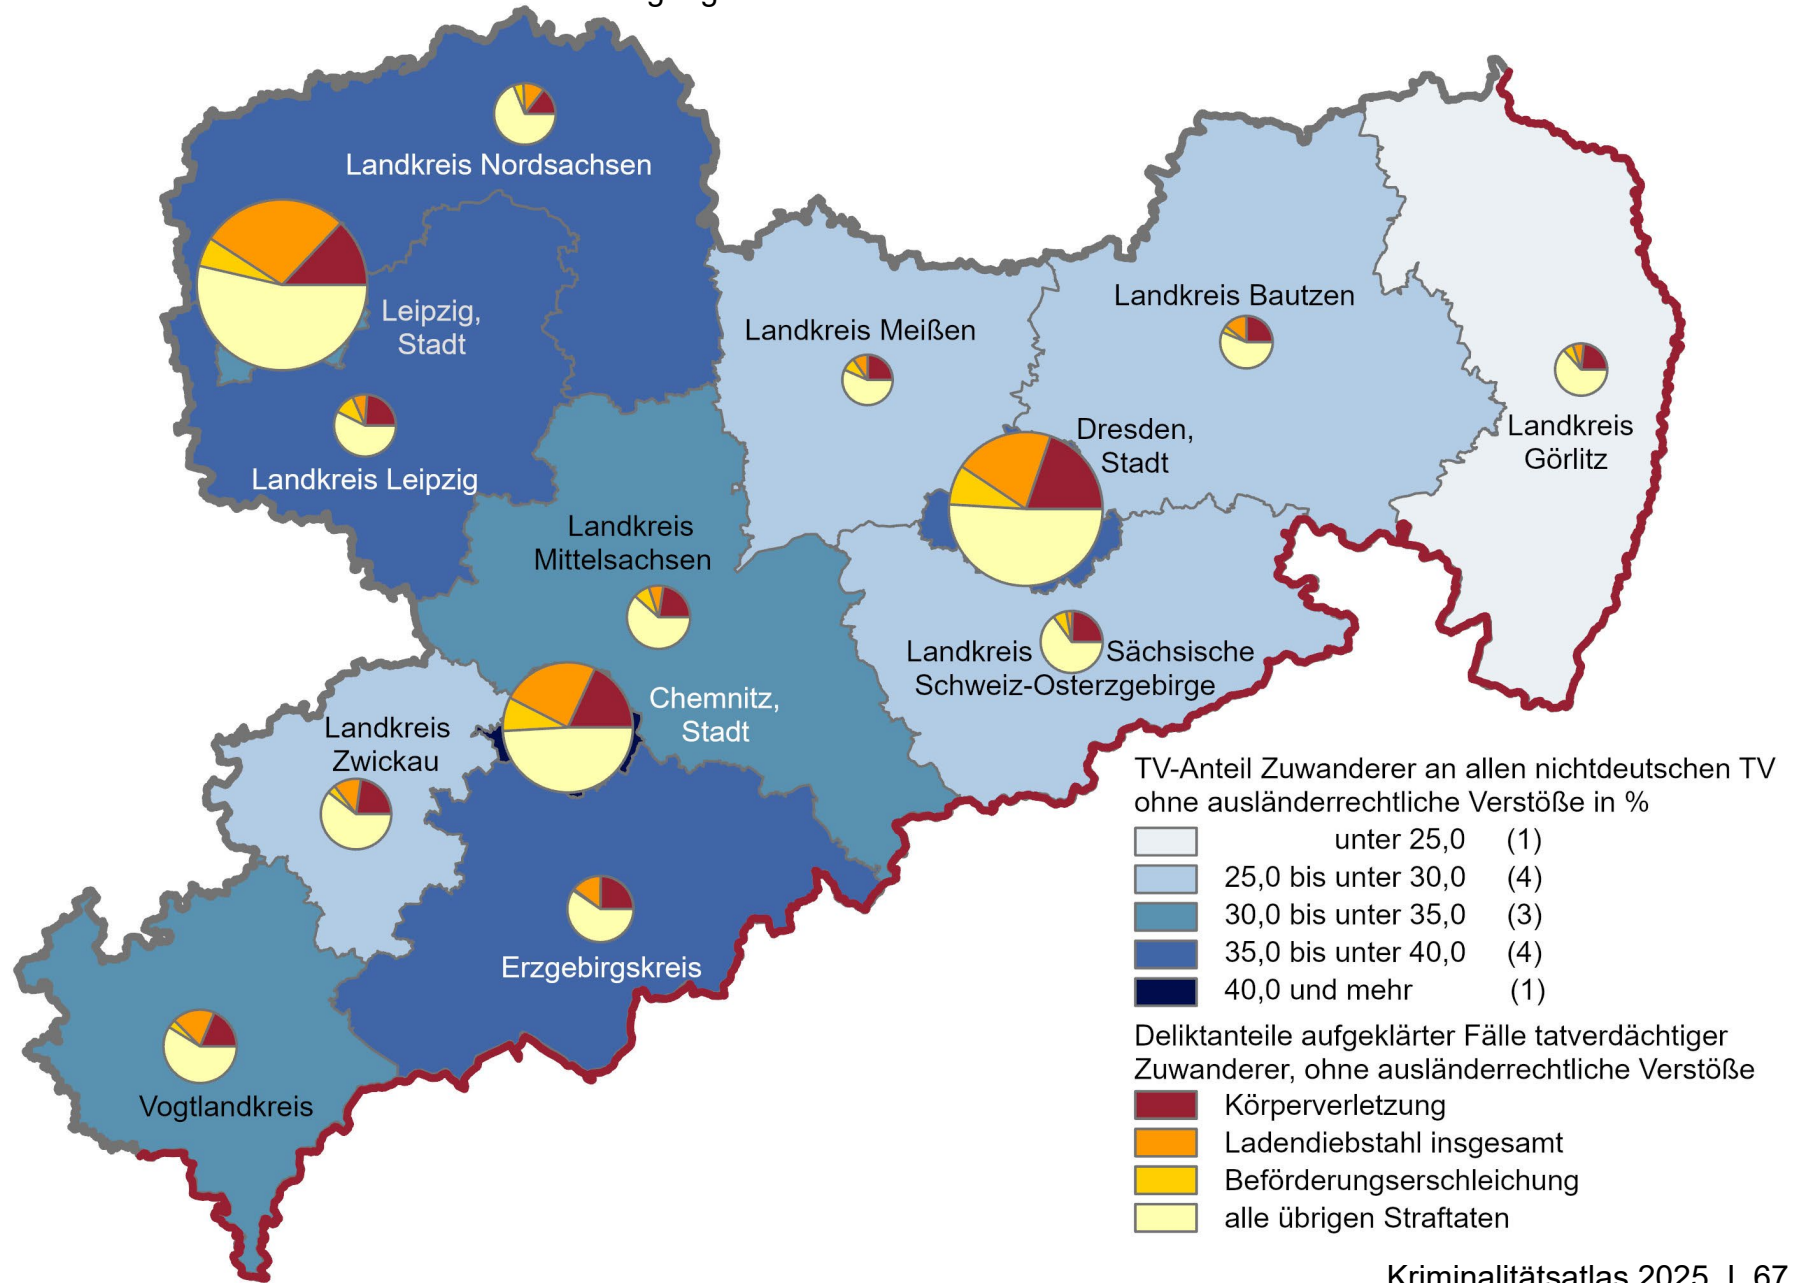 Landkreis Nordsachsen
Leipzig,
Stadt
Landkreis Leipzig
Landkreis Meißen
Landkreis Bautzen
Dresden,
Stadt
Landkreis
Görlitz
Landkreis
Mittelsachsen
Landkreis Sächsische
Schweiz-Osterzgebirge
Chemnitz,
Stadt
Landkreis
Zwickau
Erzgebirgskreis
Vogtlandkreis
TV-Anteil Zuwanderer an allen nichtdeutschen TV
ohne ausländerrechtliche Verstöße in %
unter 25,0 (1)
25,0 bis unter 30,0 (4)
30,0 bis unter 35,0 (3)
35,0 bis unter 40,0 (4)
40,0 und mehr (1)
Deliktanteile aufgeklärter Fälle tatverdächtiger
Zuwanderer, ohne ausländerrechtliche Verstöße
Körperverletzung
Ladendiebstahl insgesamt
Beförderungserschleichung
alle übrigen Straftaten
Kriminalitätsatlas 2025 | 67